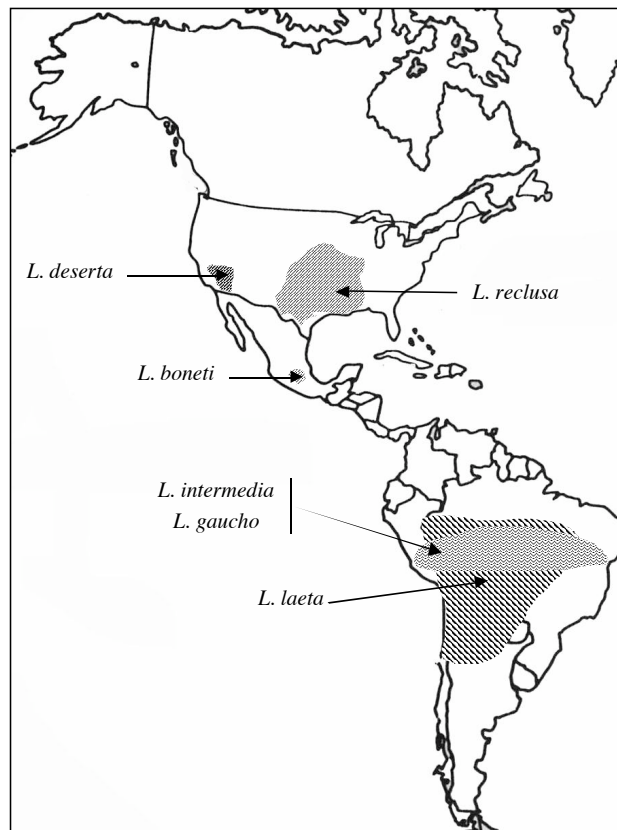 L. deserta
L. reclusa
L. boneti
L. intermedia
L. gaucho
L. laeta